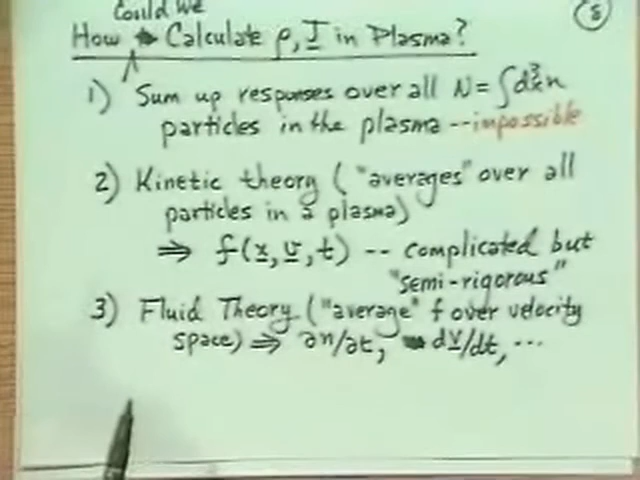 Could we
How Calculate ρ, J in Plasma?
8
1) Sum up responses over all N = ∫d³x n
particles in the plasma -- impossible
2) Kinetic theory ("averages" over all
particles in a plasma)
⇒ f(x, v, t) -- complicated but
"semi-rigorous"
3) Fluid Theory ("average" f over velocity
space) ⇒ ∂n/∂t, dv/dt, ...